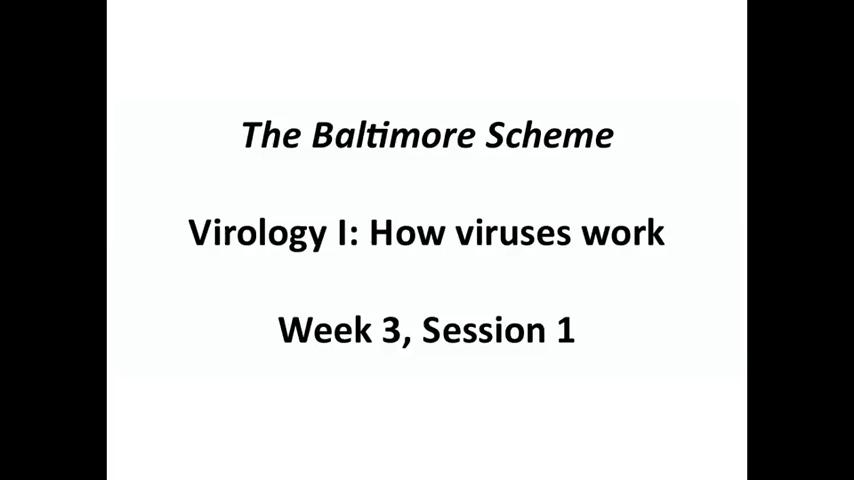 The Baltimore Scheme
Virology I: How viruses work
Week 3, Session 1